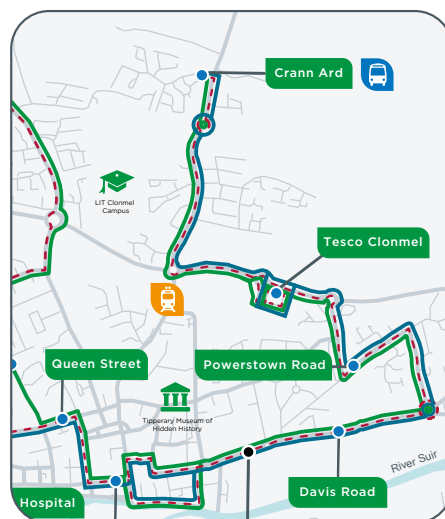 Crann Ard
LIT Clonmel
Campus
Tesco Clonmel
Queen Street
Powerstown Road
Tipperary Museum of
Hidden History
River Suir
Hospital
Davis Road